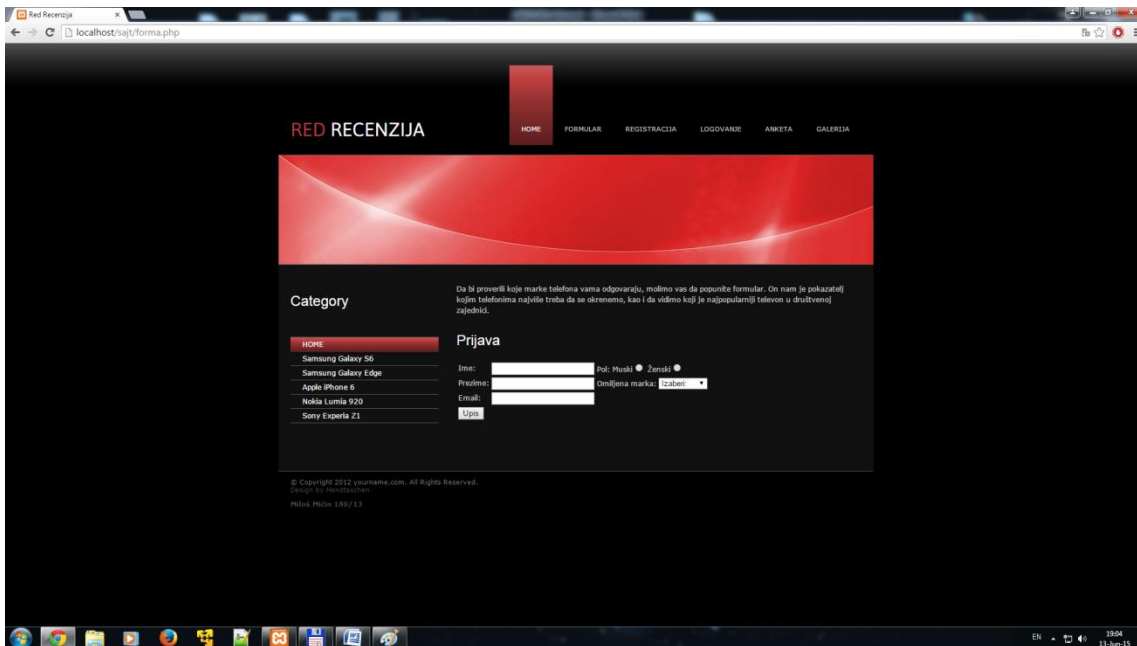 Red Recenzija
localhost/sajt/forma.php
RED RECENZIJA
HOME FORMULAR REGISTRACIJA LOGOVANJE ANKETA GALERIJA
Category
HOME
Samsung Galaxy S6
Samsung Galaxy Edge
Apple iPhone 6
Nokia Lumia 920
Sony Experia Z1
Da bi proverili koje marke telefona vama odgovaraju, molimo vas da popunite formular. On nam je pokazatelj
kojim telefonima najviše treba da se okrenemo, kao i da vidimo koji je najpopularniji televon u društvenoj
zajednici.
Prijava
Ime: Pol: Muski Ženski
Prezime: Omiljena marka: Izaberi:
Email:
Upis
© Copyright 2012 yourname.com. All Rights Reserved.
Design by Handtaschen
Miloš Mićin 180/13
EN 19:04
13-Jun-15